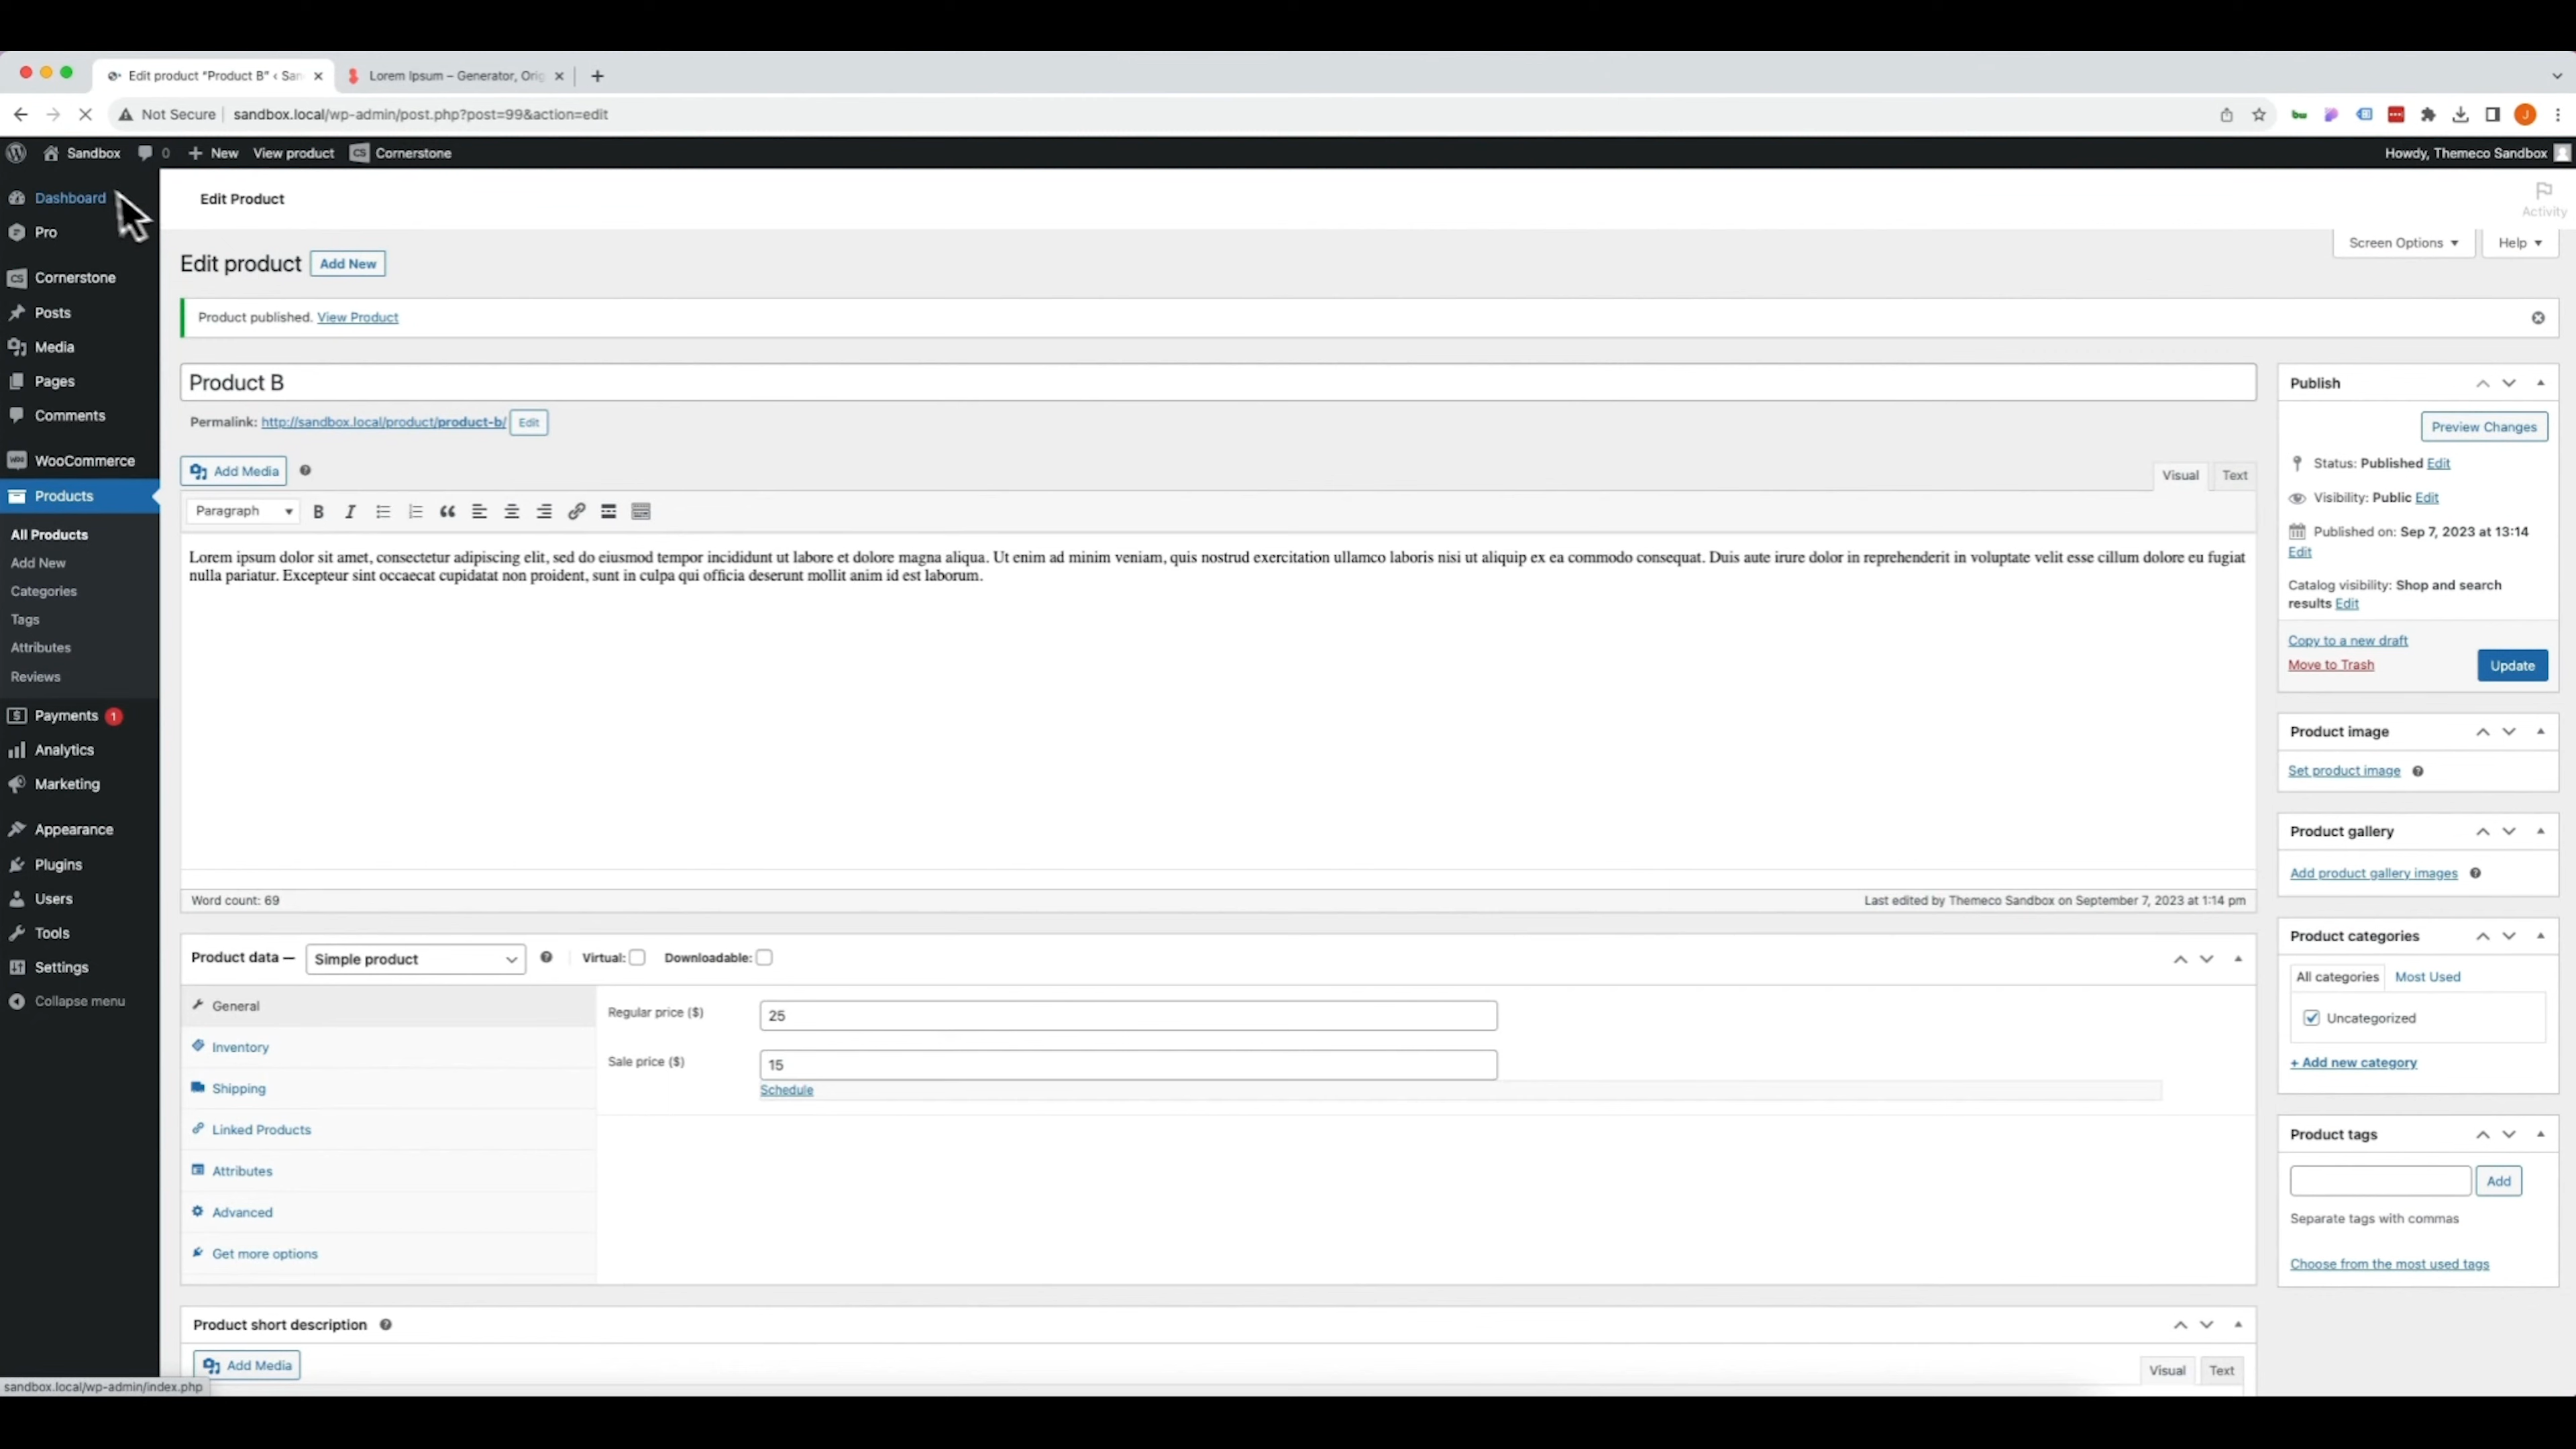 Edit product "Product B" ‹ San
Lorem Ipsum – Generator, Orig
Not Secure
sandbox.local/wp-admin/post.php?post=99&action=edit
J
Sandbox
0
New
View product
CS
Cornerstone
Howdy, Themeco Sandbox
Dashboard
Pro
CS
Cornerstone
Posts
Media
Pages
Comments
WooCommerce
Products
All Products
Add New
Categories
Tags
Attributes
Reviews
Payments 1
Analytics
Marketing
Appearance
Plugins
Users
Tools
Settings
Collapse menu
sandbox.local/wp-admin/index.php
Edit Product
Activity
Screen Options
Help
Edit product
Add New
Product published. View Product
Product B
Permalink: http://sandbox.local/product/product-b/ Edit
Add Media
Visual
Text
Paragraph
B
I
Lorem ipsum dolor sit amet, consectetur adipiscing elit, sed do eiusmod tempor incididunt ut labore et dolore magna aliqua. Ut enim ad minim veniam, quis nostrud exercitation ullamco laboris nisi ut aliquip ex ea commodo consequat. Duis aute irure dolor in reprehenderit in voluptate velit esse cillum dolore eu fugiat
nulla pariatur. Excepteur sint occaecat cupidatat non proident, sunt in culpa qui officia deserunt mollit anim id est laborum.
Word count: 69
Last edited by Themeco Sandbox on September 7, 2023 at 1:14 pm
Product data —
Simple product
Virtual:
Downloadable:
General
Inventory
Shipping
Linked Products
Attributes
Advanced
Get more options
Regular price ($)
25
Sale price ($)
15
Schedule
Product short description
Add Media
Visual
Text
Publish
Preview Changes
Status: Published Edit
Visibility: Public Edit
Published on: Sep 7, 2023 at 13:14
Edit
Catalog visibility: Shop and search
results Edit
Copy to a new draft
Move to Trash
Update
Product image
Set product image
Product gallery
Add product gallery images
Product categories
All categories
Most Used
Uncategorized
+ Add new category
Product tags
Add
Separate tags with commas
Choose from the most used tags